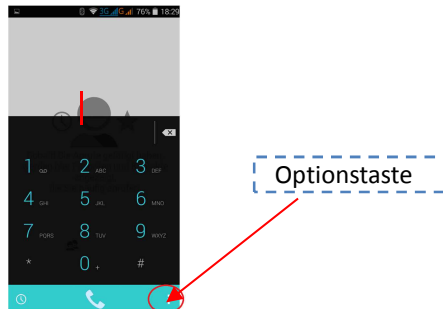 3G G 76% 18:29
1 2 ABC 3 DEF
4 GHI 5 JKL 6 MNO
7 PQRS 8 TUV 9 WXYZ
* 0 + #
Optionstaste